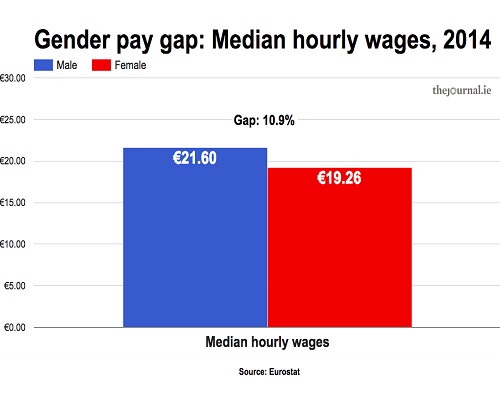 Gender pay gap: Median hourly wages, 2014
Male Female
€30.00
thejournal.ie
€25.00
Gap: 10.9%
€20.00
€21.60
€19.26
€15.00
€10.00
€5.00
€0.00
Median hourly wages
Source: Eurostat